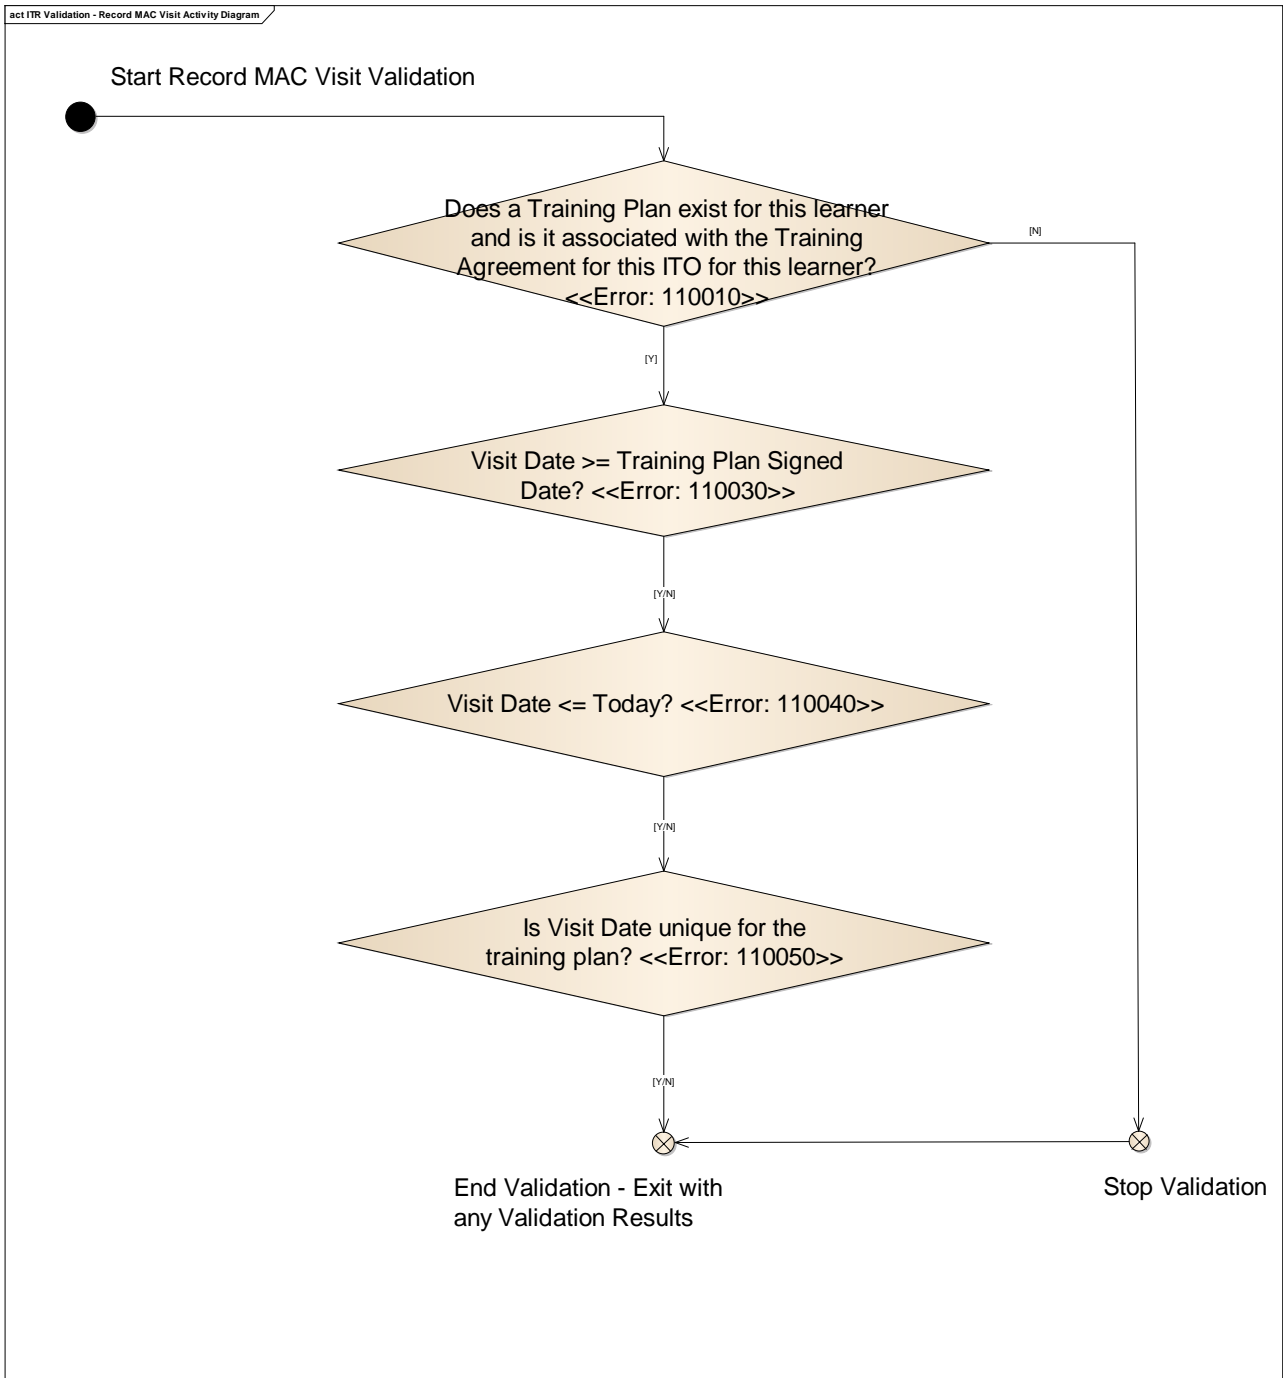 act ITR Validation - Record MAC Visit Activity Diagram
Start Record MAC Visit Validation
Does a Training Plan exist for this learner
and is it associated with the Training
Agreement for this ITO for this learner?
<<Error: 110010>>
[N]
[Y]
Visit Date >= Training Plan Signed
Date? <<Error: 110030>>
[Y/N]
Visit Date <= Today? <<Error: 110040>>
[Y/N]
Is Visit Date unique for the
training plan? <<Error: 110050>>
[Y/N]
End Validation - Exit with
any Validation Results
Stop Validation